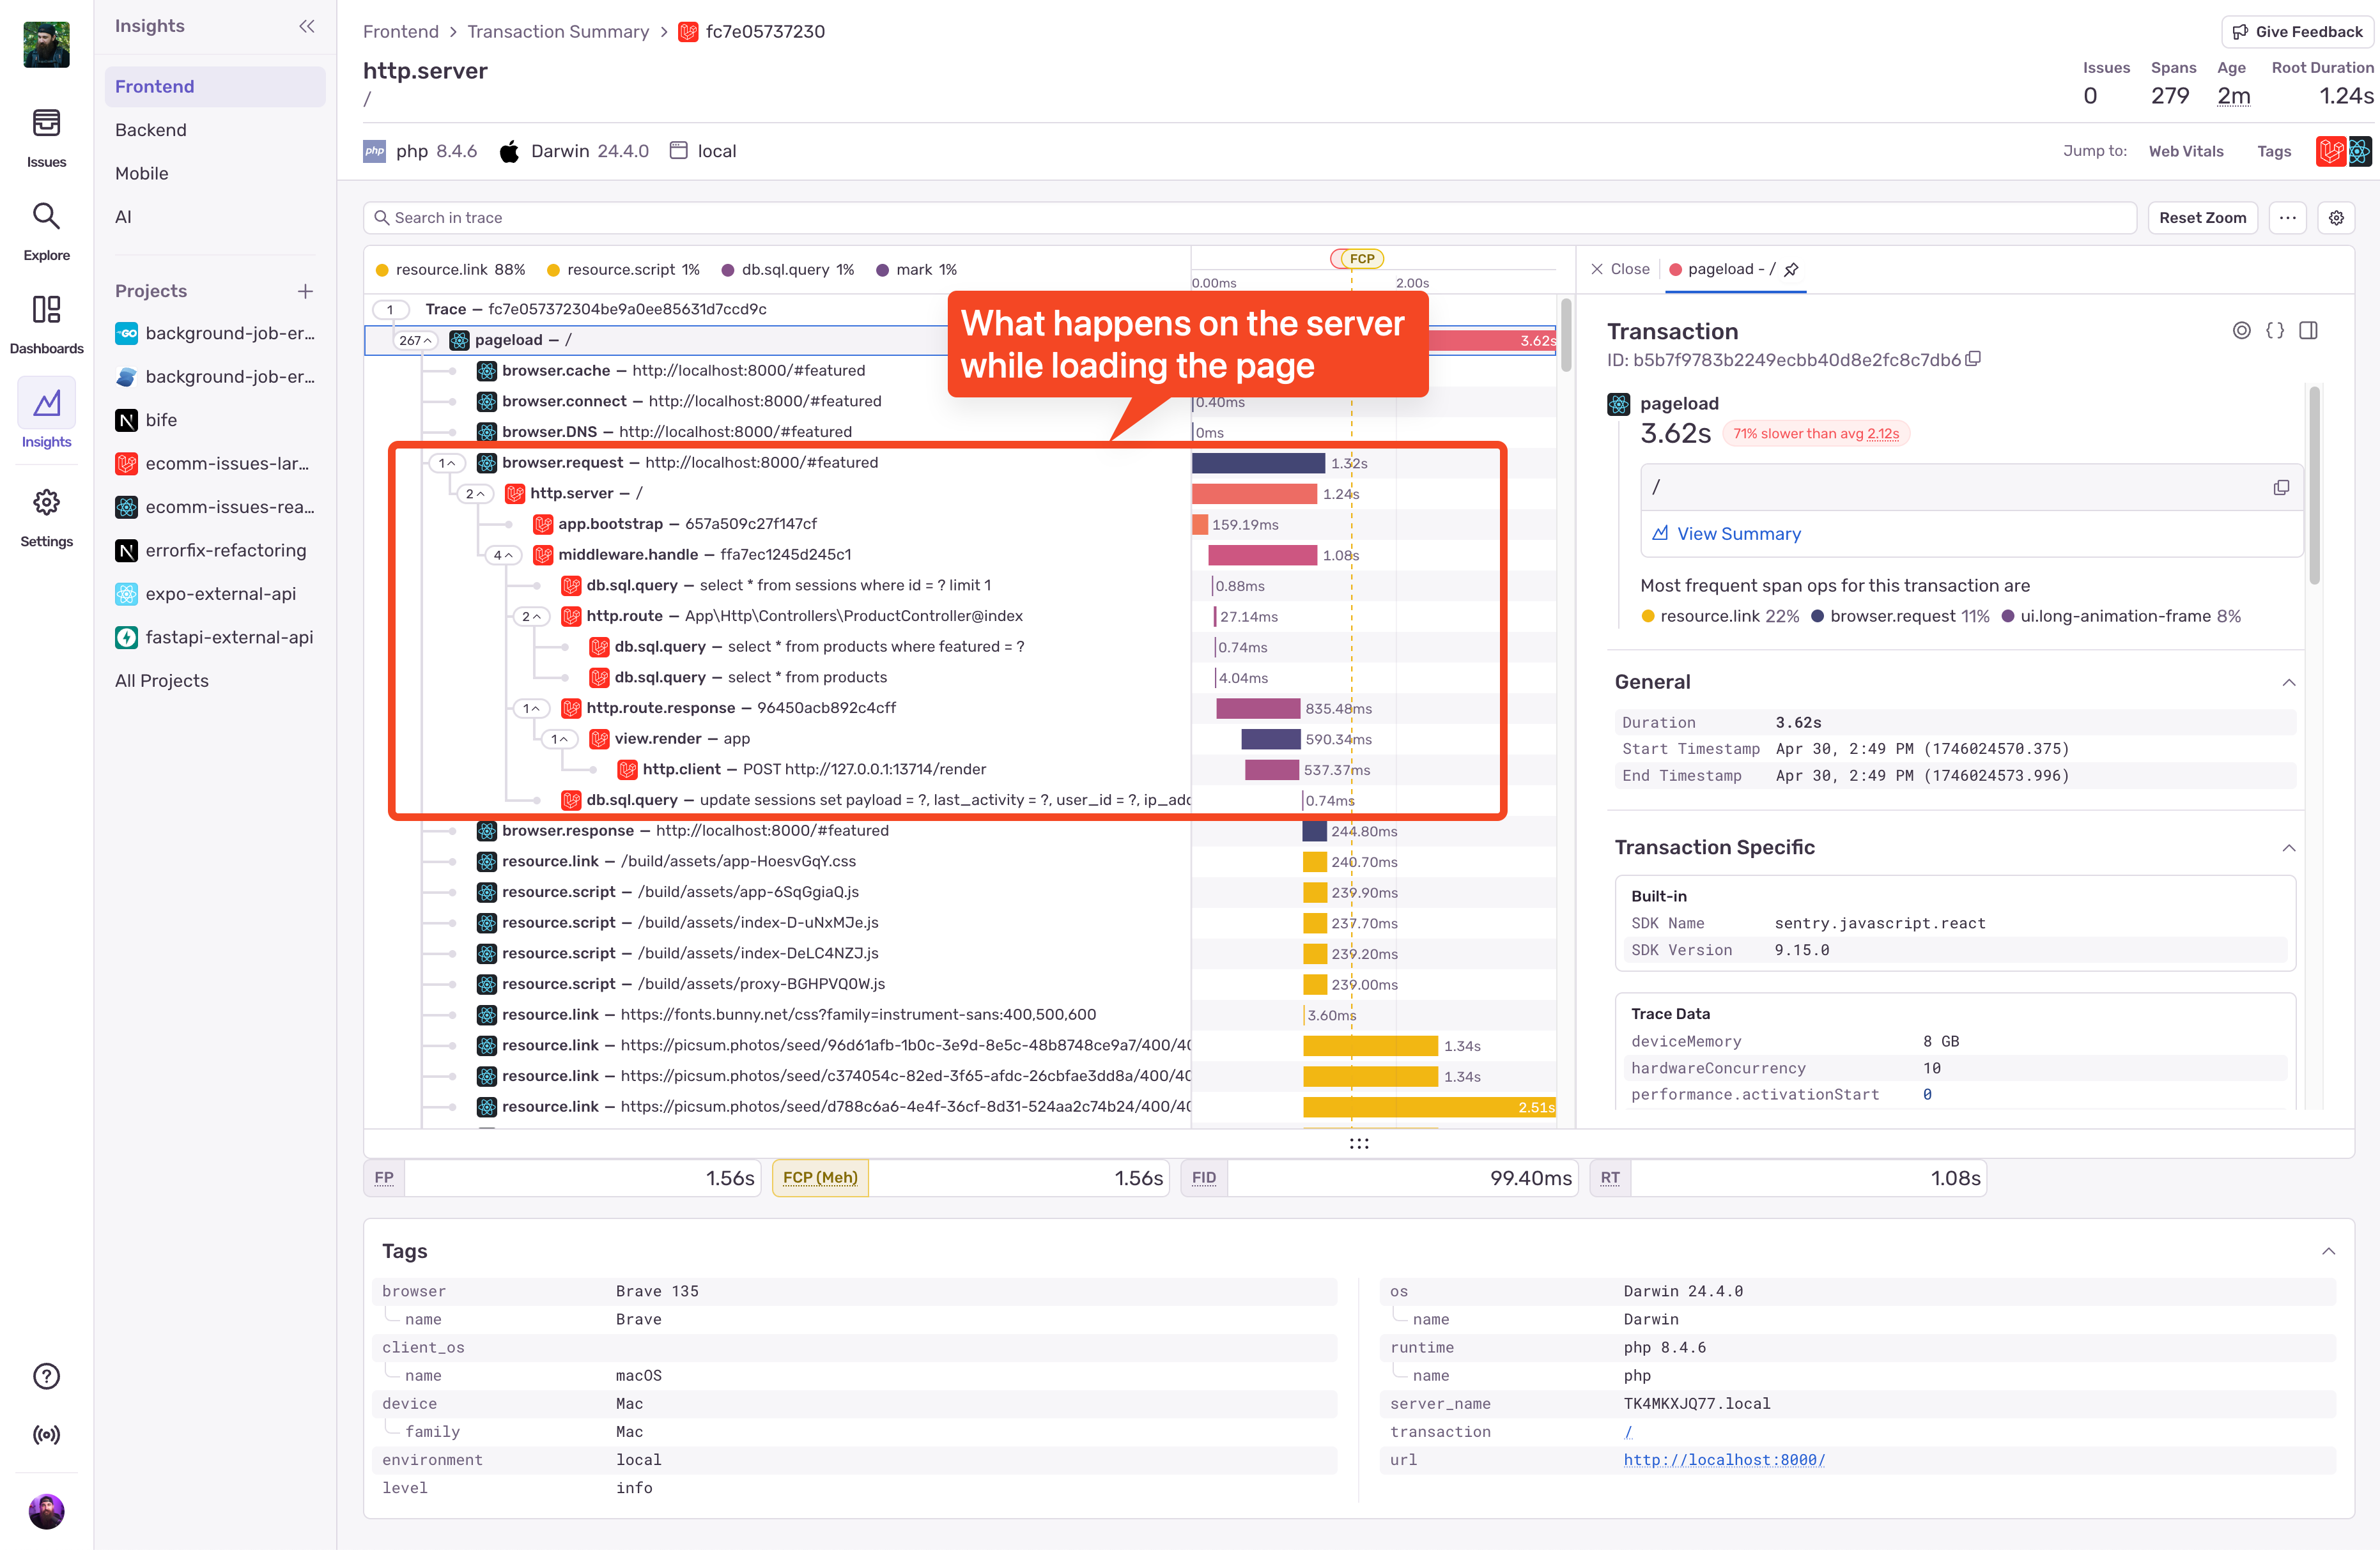 Issues
Explore
Dashboards
Insights
Settings
Insights
Frontend
Backend
Mobile
AI
Projects
GO background-job-er...
background-job-er...
N bife
ecomm-issues-lar...
ecomm-issues-rea...
N errorfix-refactoring
expo-external-api
fastapi-external-api
All Projects
Frontend > Transaction Summary > fc7e05737230
Give Feedback
http.server
/
Issues Spans Age Root Duration
0 279 2m 1.24s
php php 8.4.6 Darwin 24.4.0 local
Jump to: Web Vitals Tags
Search in trace
Reset Zoom
resource.link 88% resource.script 1% db.sql.query 1% mark 1%
FCP
0.00ms 2.00s
What happens on the server
while loading the page
1 Trace — fc7e057372304be9a0ee85631d7ccd9c
267 pageload — / 3.62s
browser.cache — http://localhost:8000/#featured
browser.connect — http://localhost:8000/#featured 0.40ms
browser.DNS — http://localhost:8000/#featured 0ms
1 browser.request — http://localhost:8000/#featured 1.32s
2 http.server — / 1.24s
app.bootstrap — 657a509c27f147cf 159.19ms
4 middleware.handle — ffa7ec1245d245c1 1.08s
db.sql.query — select * from sessions where id = ? limit 1 0.88ms
2 http.route — App\Http\Controllers\ProductController@index 27.14ms
db.sql.query — select * from products where featured = ? 0.74ms
db.sql.query — select * from products 4.04ms
1 http.route.response — 96450acb892c4cff 835.48ms
1 view.render — app 590.34ms
http.client — POST http://127.0.0.1:13714/render 537.37ms
db.sql.query — update sessions set payload = ?, last_activity = ?, user_id = ?, ip_adc 0.74ms
browser.response — http://localhost:8000/#featured 244.80ms
resource.link — /build/assets/app-HoesvGqY.css 240.70ms
resource.script — /build/assets/app-6SqGgiaQ.js 239.90ms
resource.script — /build/assets/index-D-uNxMJe.js 237.70ms
resource.script — /build/assets/index-DeLC4NZJ.js 239.20ms
resource.script — /build/assets/proxy-BGHPVQ0W.js 239.00ms
resource.link — https://fonts.bunny.net/css?family=instrument-sans:400,500,600 3.60ms
resource.link — https://picsum.photos/seed/96d61afb-1b0c-3e9d-8e5c-48b8748ce9a7/400/40 1.34s
resource.link — https://picsum.photos/seed/c374054c-82ed-3f65-afdc-26cbfae3dd8a/400/40 1.34s
resource.link — https://picsum.photos/seed/d788c6a6-4e4f-36cf-8d31-524aa2c74b24/400/40 2.51s
Close pageload - /
Transaction
ID: b5b7f9783b2249ecbb40d8e2fc8c7db6
pageload
3.62s 71% slower than avg 2.12s
/
View Summary
Most frequent span ops for this transaction are
resource.link 22% browser.request 11% ui.long-animation-frame 8%
General
Duration 3.62s
Start Timestamp Apr 30, 2:49 PM (1746024570.375)
End Timestamp Apr 30, 2:49 PM (1746024573.996)
Transaction Specific
Built-in
SDK Name sentry.javascript.react
SDK Version 9.15.0
Trace Data
deviceMemory 8 GB
hardwareConcurrency 10
performance.activationStart 0
FP 1.56s
FCP (Meh) 1.56s
FID 99.40ms
RT 1.08s
Tags
browser Brave 135
name Brave
client_os
name macOS
device Mac
family Mac
environment local
level info
os Darwin 24.4.0
name Darwin
runtime php 8.4.6
name php
server_name TK4MKXJQ77.local
transaction /
url http://localhost:8000/